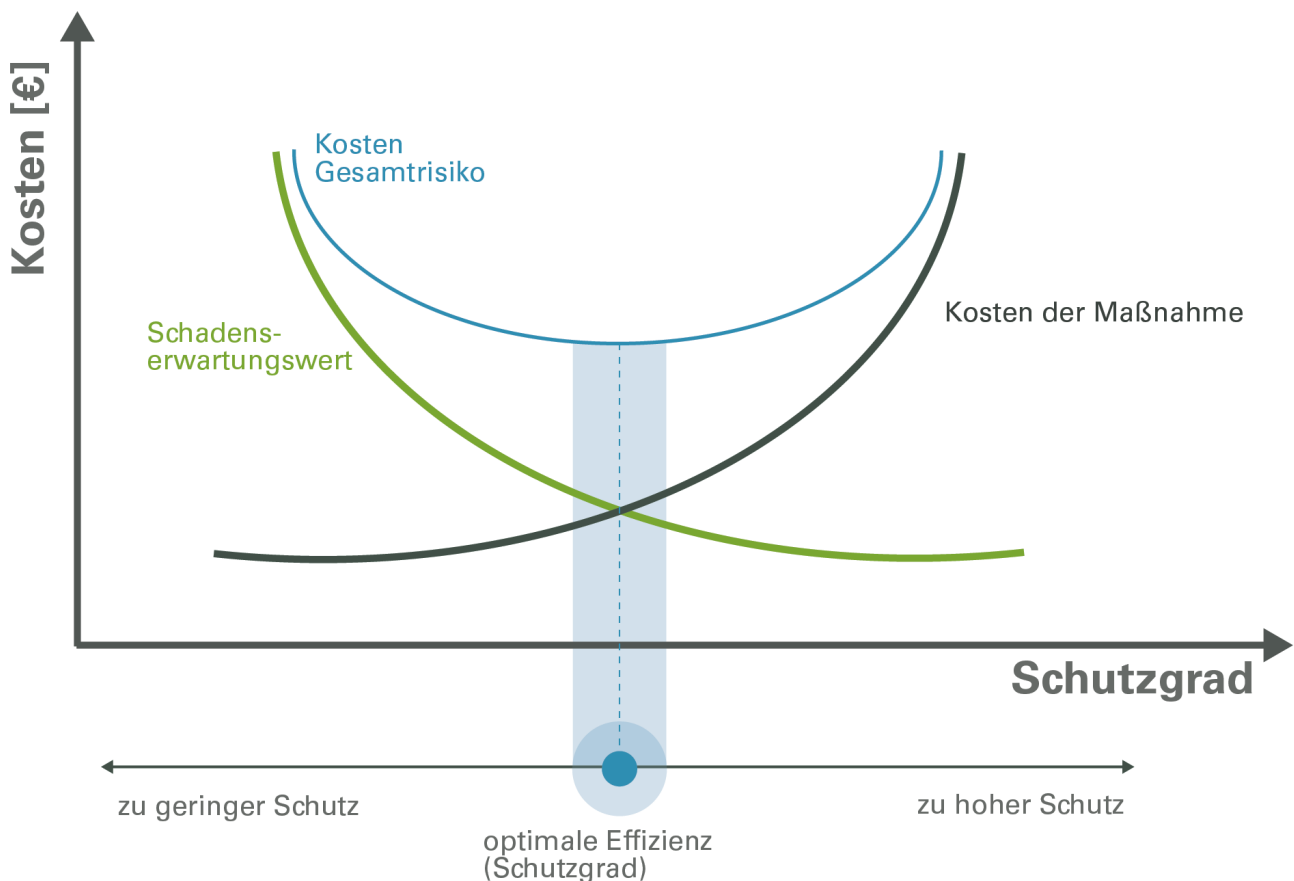 Kosten [€]
Kosten
Gesamtrisiko
Schadens-
erwartungswert
Kosten der Maßnahme
Schutzgrad
zu geringer Schutz
zu hoher Schutz
optimale Effizienz
(Schutzgrad)